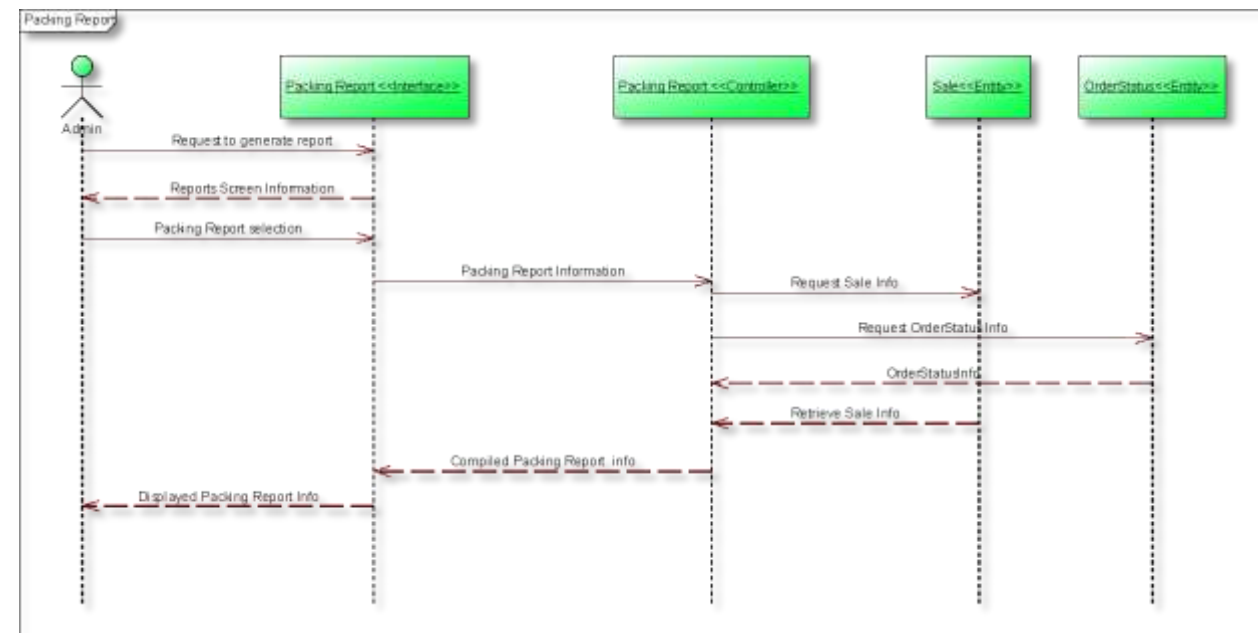 Packing Report
Packing Report <<Interface>>
Packing Report <<Controller>>
Sale<<Entity>>
OrderStatus<<Entity>>
Admin
Request to generate report
Reports Screen Information
Packing Report selection
Packing Report Information
Request Sale Info
Request OrderStatus Info
OrderStatusInfo
Retrieve Sale Info
Compiled Packing Report info
Displayed Packing Report Info